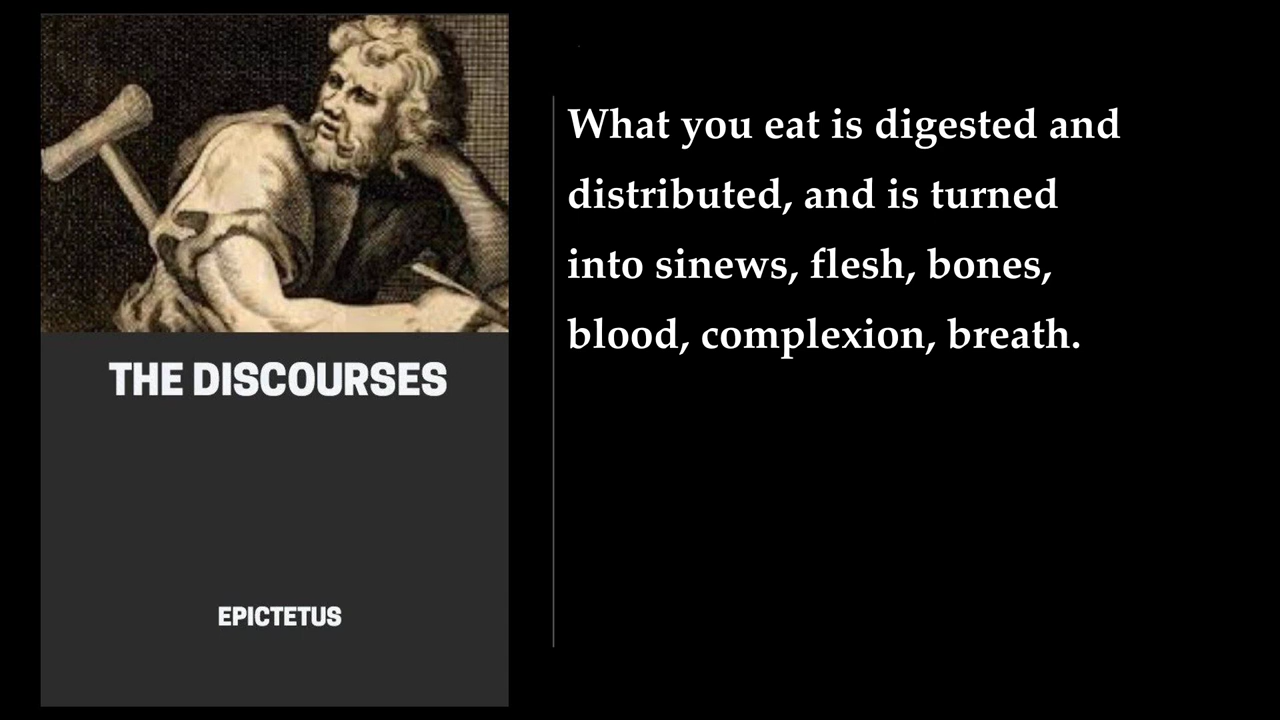 THE DISCOURSES
EPICTETUS
What you eat is digested and
distributed, and is turned
into sinews, flesh, bones,
blood, complexion, breath.